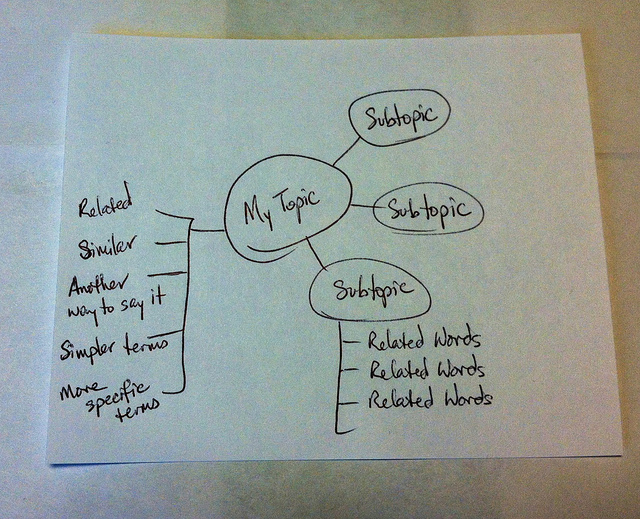 Subtopic
My Topic
Subtopic
Subtopic
Related Words
Related Words
Related Words
Related
Similar
Another
way to say it
Simpler terms
More
specific
terms